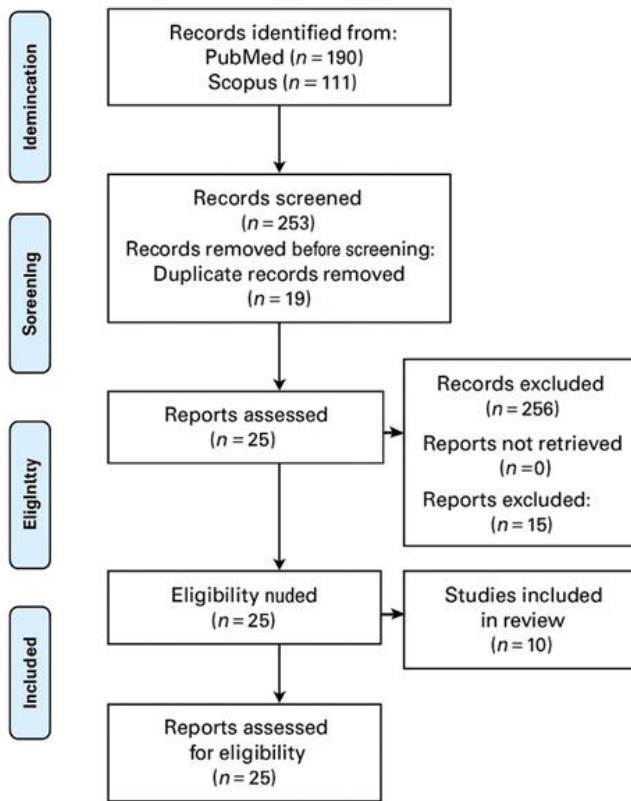 Idemincation
Records identified from:
PubMed (n = 190)
Scopus (n = 111)
Soreening
Records screened
(n = 253)
Records removed before screening:
Duplicate records removed
(n = 19)
EligIntty
Reports assessed
(n = 25)
Records excluded
(n = 256)
Reports not retrieved
(n =0)
Reports excluded:
(n = 15)
Eligibility nuded
(n = 25)
Studies included
in review
(n = 10)
Included
Reports assessed
for eligibility
(n = 25)